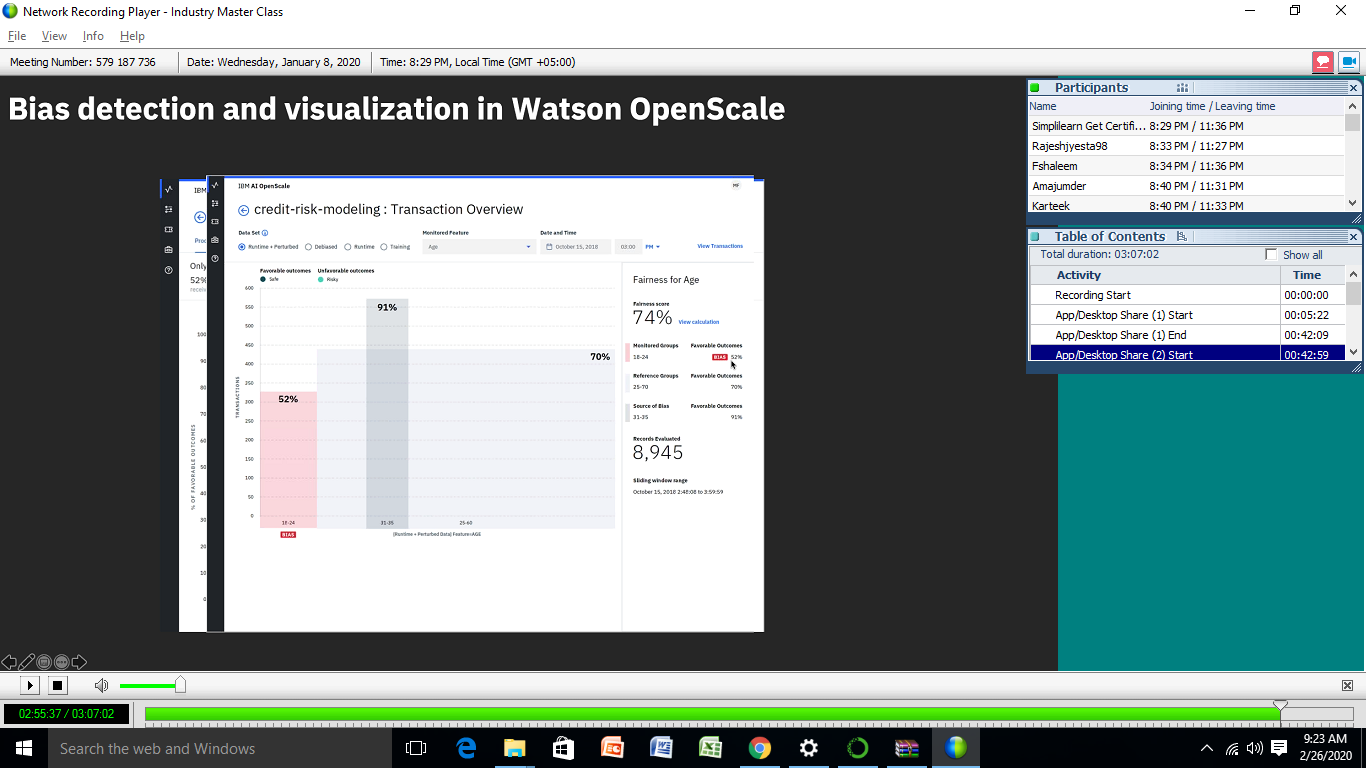 Network Recording Player - Industry Master Class
File View Info Help
Meeting Number: 579 187 736 Date: Wednesday, January 8, 2020 Time: 8:29 PM, Local Time (GMT +05:00)
Bias detection and visualization in Watson OpenScale
IBM
Only
52%
100
90
80
70
60
50
40
30
20
10
0
% OF FAVORABLE OUTCOMES
IBM AI OpenScale MF
credit-risk-modeling : Transaction Overview
Data Set Monitored Feature Date and Time
Runtime + Perturbed Debiased Runtime Training Age October 15, 2018 03:00 PM View Transactions
Favorable outcomes Unfavorable outcomes
Safe Risky
600
550
500
450
400
350
300
250
200
150
100
50
0
TRANSACTIONS
91%
70%
52%
18-24 31-35 25-60
BIAS
(Runtime + Perturbed Data) Feature=AGE
Fairness for Age
Fairness score
74% View calculation
Monitored Groups Favorable Outcomes
18-24 BIAS 52%
Reference Groups Favorable Outcomes
25-70 70%
Source of Bias Favorable Outcomes
31-35 91%
Records Evaluated
8,945
Sliding window range
October 15, 2018 2:48:08 to 3:59:59
Participants
Name Joining time / Leaving time
Simplilearn Get Certifi... 8:29 PM / 11:36 PM
Rajeshjyesta98 8:33 PM / 11:27 PM
Fshaleem 8:34 PM / 11:36 PM
Amajumder 8:40 PM / 11:31 PM
Karteek 8:40 PM / 11:33 PM
Table of Contents
Total duration: 03:07:02 Show all
Activity Time
Recording Start 00:00:00
App/Desktop Share (1) Start 00:05:22
App/Desktop Share (1) End 00:42:09
App/Desktop Share (2) Start 00:42:59
02:55:37 / 03:07:02
Search the web and Windows
9:23 AM
2/26/2020